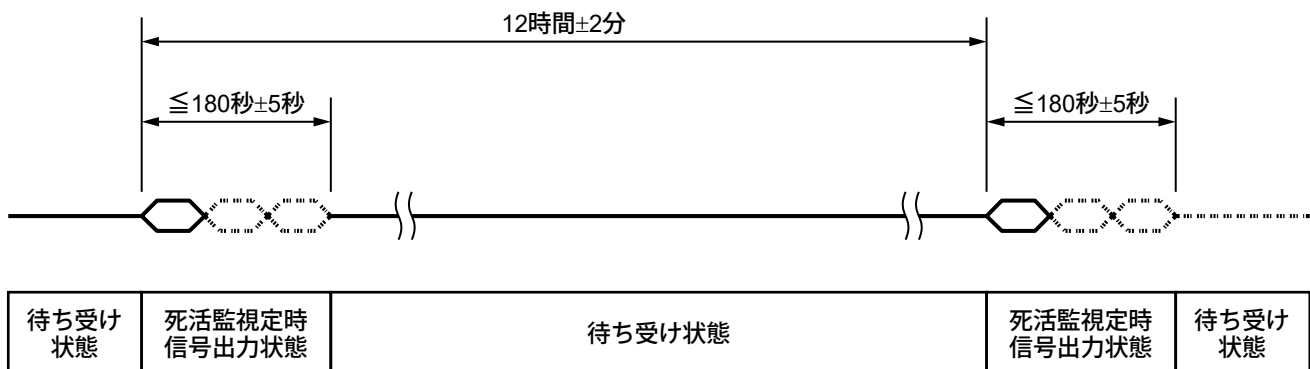 12時間±2分
≦180秒±5秒
≦180秒±5秒
待ち受け
状態
死活監視定時
信号出力状態
待ち受け状態
死活監視定時
信号出力状態
待ち受け
状態